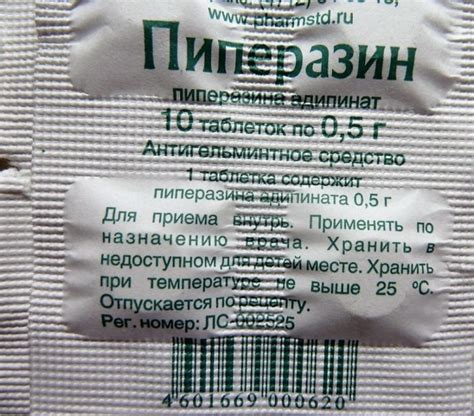 www.pharmstd.ru
Пиперазин
пиперазина адипинат
10 таблеток по 0,5 г
Антигельминтное средство
1 таблетка содержит
пиперазина адипината 0,5 г
Для приема внутрь. Применять по
назначению врача. Хранить в
недоступном для детей месте. Хранить
при температуре не выше 25 ºС.
Отпускается по рецепту.
Рег. номер: ЛС-002525
4601669000620